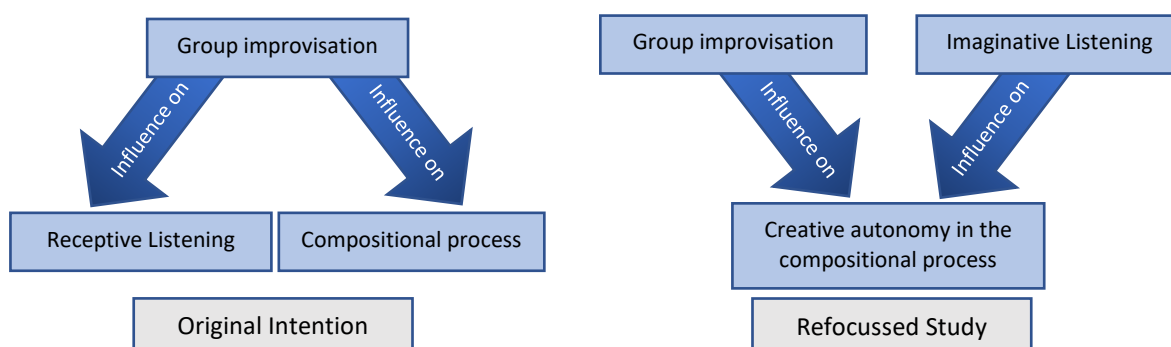 Group improvisation
Influence on
Influence on
Receptive Listening
Compositional process
Original Intention
Group improvisation
Imaginative Listening
Influence on
Influence on
Creative autonomy in the
compositional process
Refocussed Study